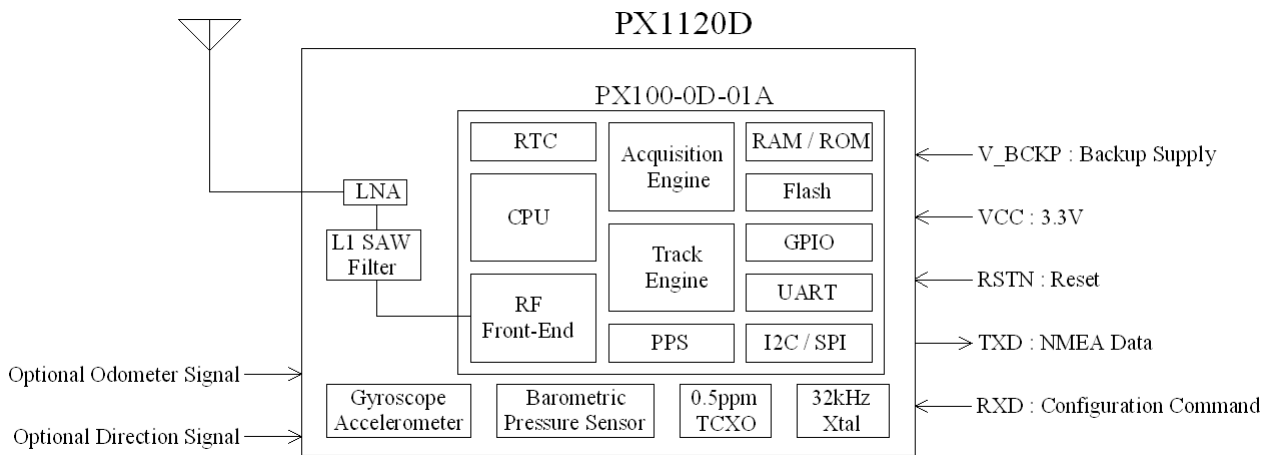 PX1120D
PX100-0D-01A
RTC
Acquisition
Engine
RAM / ROM
CPU
Flash
Track
Engine
GPIO
RF
Front-End
UART
PPS
I2C / SPI
LNA
L1 SAW
Filter
Gyroscope
Accelerometer
Barometric
Pressure Sensor
0.5ppm
TCXO
32kHz
Xtal
Optional Odometer Signal
Optional Direction Signal
V_BCKP : Backup Supply
VCC : 3.3V
RSTN : Reset
TXD : NMEA Data
RXD : Configuration Command